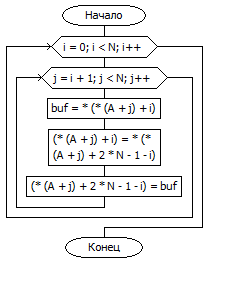 Начало
i = 0; i < N; i++
j = i + 1; j < N; j++
buf = * (* (A + j) + i)
(* (A + j) + i) = * (*
(A + j) + 2 * N - 1 - i)
(* (A + j) + 2 * N - 1 - i) = buf
Конец